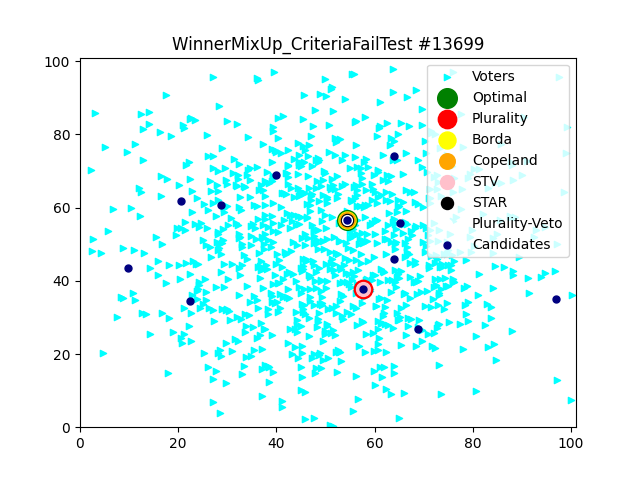 WinnerMixUp_CriteriaFailTest #13699
100
80
60
40
20
0
0 20 40 60 80 100
Voters
Optimal
Plurality
Borda
Copeland
STV
STAR
Plurality-Veto
Candidates